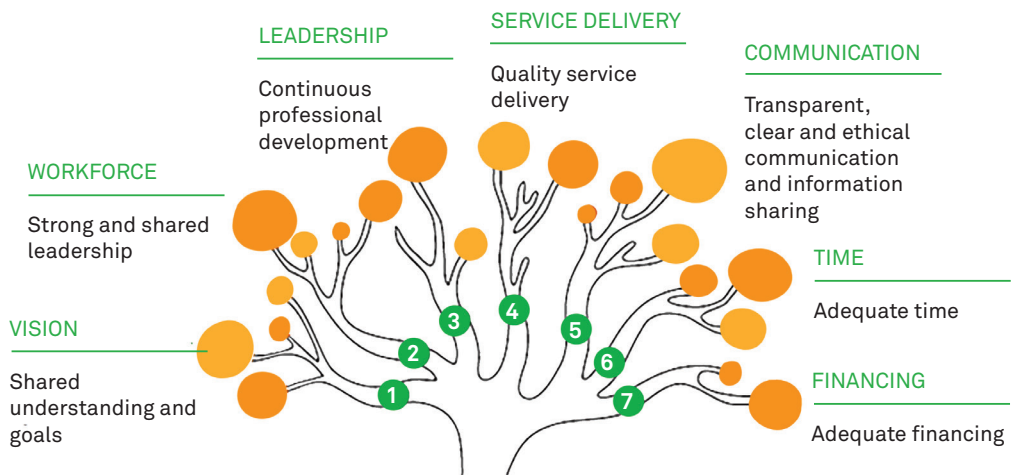 VISION
Shared
understanding and
goals
WORKFORCE
Strong and shared
leadership
LEADERSHIP
Continuous
professional
development
SERVICE DELIVERY
Quality service
delivery
COMMUNICATION
Transparent,
clear and ethical
communication
and information
sharing
TIME
Adequate time
FINANCING
Adequate financing
1
2
3
4
5
6
7